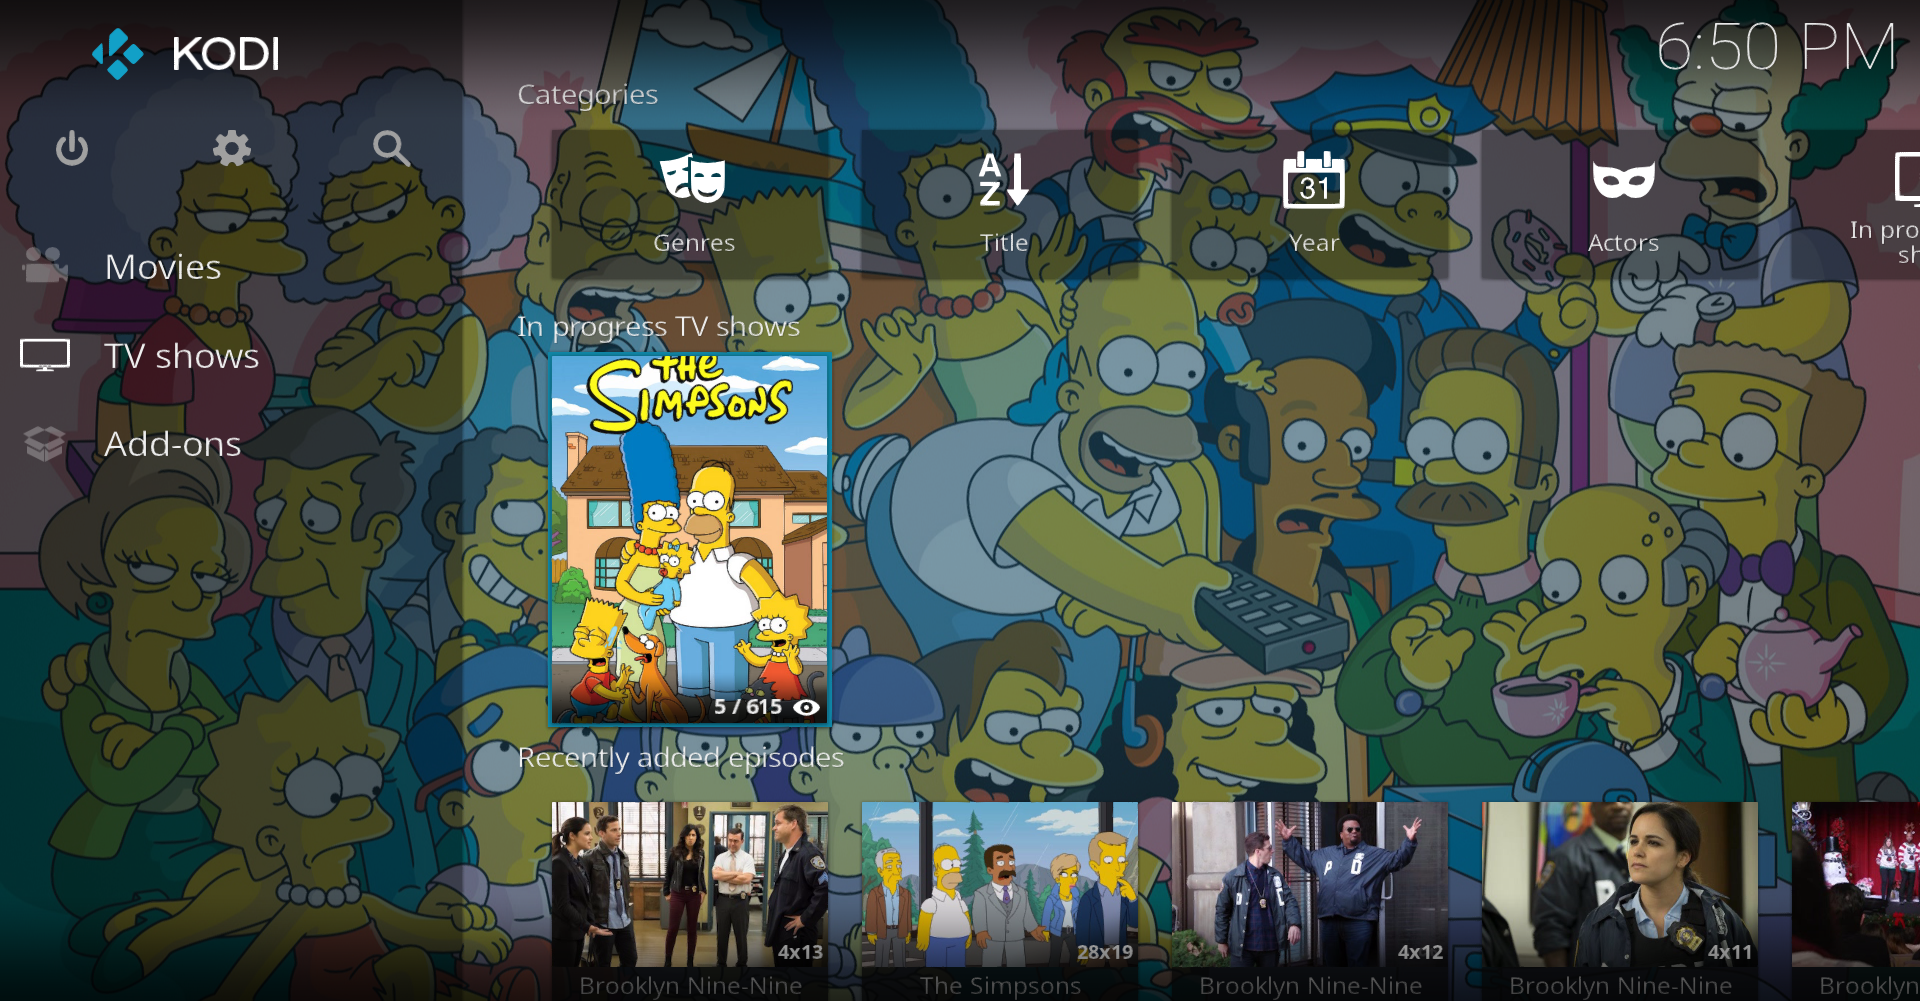 KODI
6:50 PM
Categories
Genres
A
Z
Title
31
Year
Actors
In pro
sh
Movies
TV shows
Add-ons
In progress TV shows
THE
SIMPSONS
5 / 615
Recently added episodes
4x13
28x19
4x12
4x11
Brooklyn Nine-Nine
The Simpsons
Brooklyn Nine-Nine
Brooklyn Nine-Nine
Brooklyn